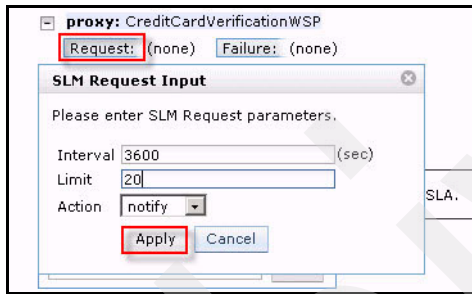 proxy: CreditCardVerificationWSP
Request: (none) Failure: (none)
SLM Request Input
Please enter SLM Request parameters.
Interval 3600 (sec)
Limit 20
SLA.
Action notify
Apply Cancel